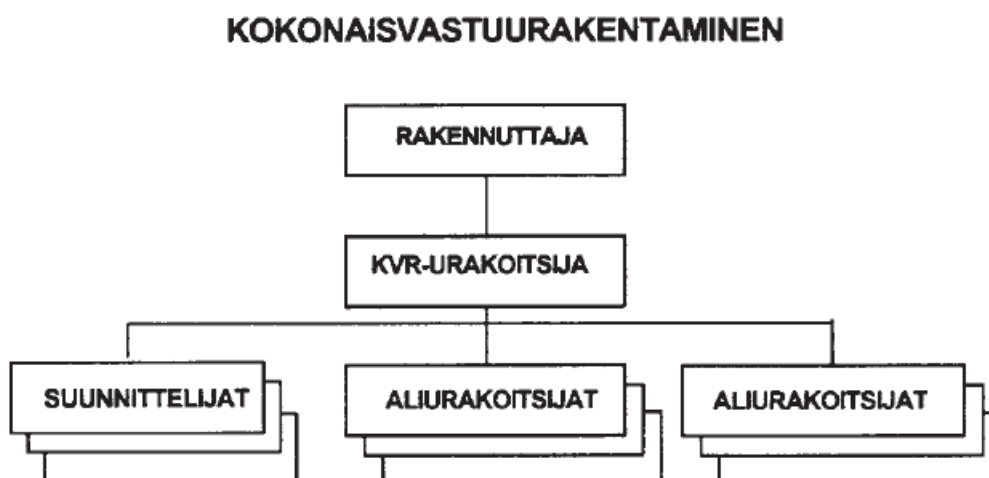 KOKONAISVASTUURAKENTAMINEN
RAKENNUTTAJA
KVR-URAKOITSIJA
SUUNNITTELIJAT
ALIURAKOITSIJAT
ALIURAKOITSIJAT